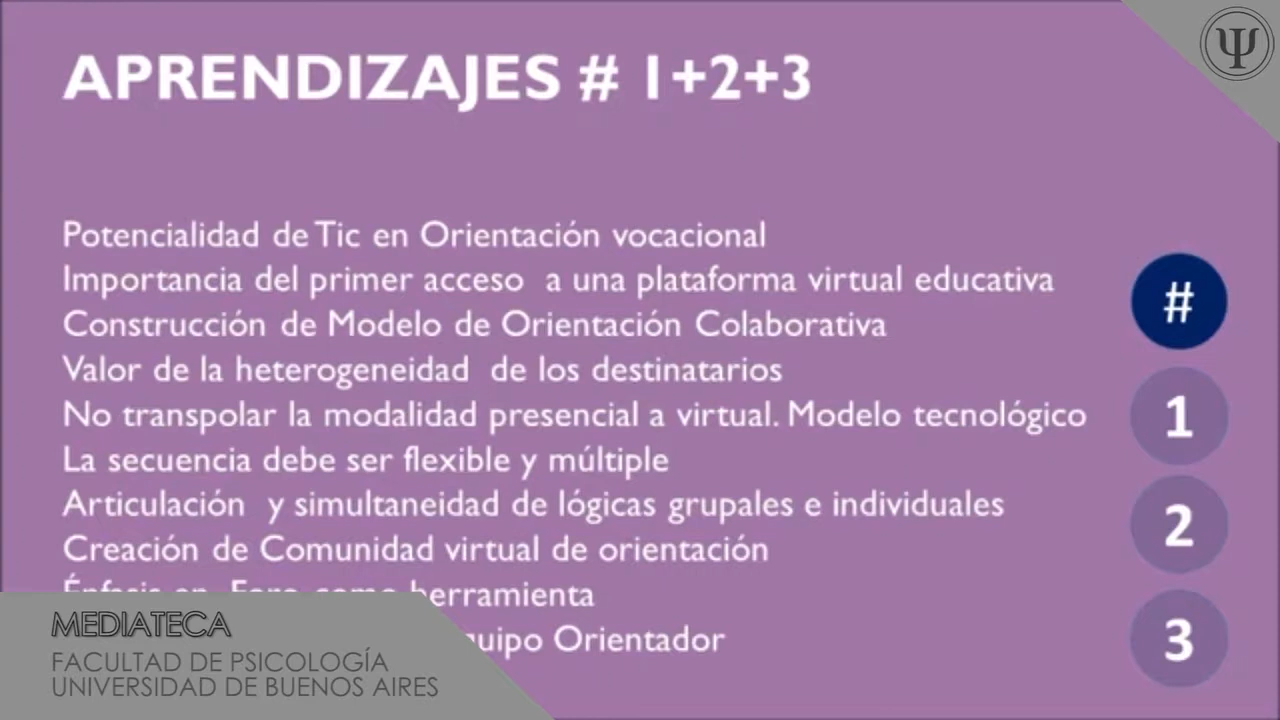 APRENDIZAJES # 1+2+3
Potencialidad de Tic en Orientación vocacional
Importancia del primer acceso a una plataforma virtual educativa
Construcción de Modelo de Orientación Colaborativa
Valor de la heterogeneidad de los destinatarios
No transpolar la modalidad presencial a virtual. Modelo tecnológico
La secuencia debe ser flexible y múltiple
Articulación y simultaneidad de lógicas grupales e individuales
Creación de Comunidad virtual de orientación
Énfasis en Foro como herramienta
Orientador
#
1
2
3
MEDIATECA
FACULTAD DE PSICOLOGÍA
UNIVERSIDAD DE BUENOS AIRES
Ψ